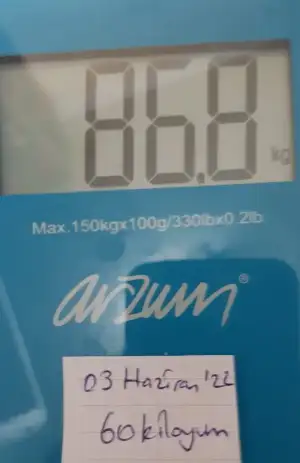 86.8
kg
Max.150kgx100g/330lbx0.2lb
arzum®
03 Haziran '22
60 kiloyum